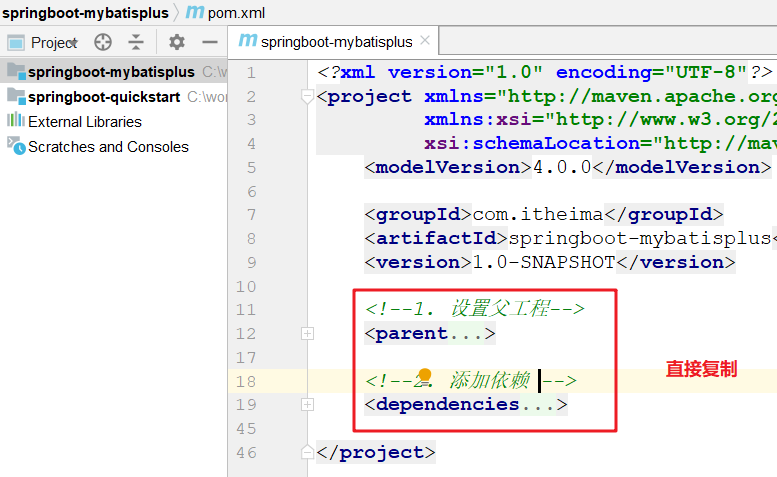 springboot-mybatisplus pom.xml
Project
springboot-mybatisplus
springboot-mybatisplus C:\w
springboot-quickstart C:\wor
External Libraries
Scratches and Consoles
1 <?xml version="1.0" encoding="UTF-8"?>
2 <project xmlns="http://maven.apache.org
3 xmlns:xsi="http://www.w3.org/2
4 xsi:schemaLocation="http://mav
5 <modelVersion>4.0.0</modelVersion>
6
7 <groupId>com.itheima</groupId>
8 <artifactId>springboot-mybatisplus<
9 <version>1.0-SNAPSHOT</version>
10
11 <!--1. 设置父工程-->
12 <parent...>
17
18 <!--2. 添加依赖 -->
19 <dependencies...>
45
46 </project>
直接复制